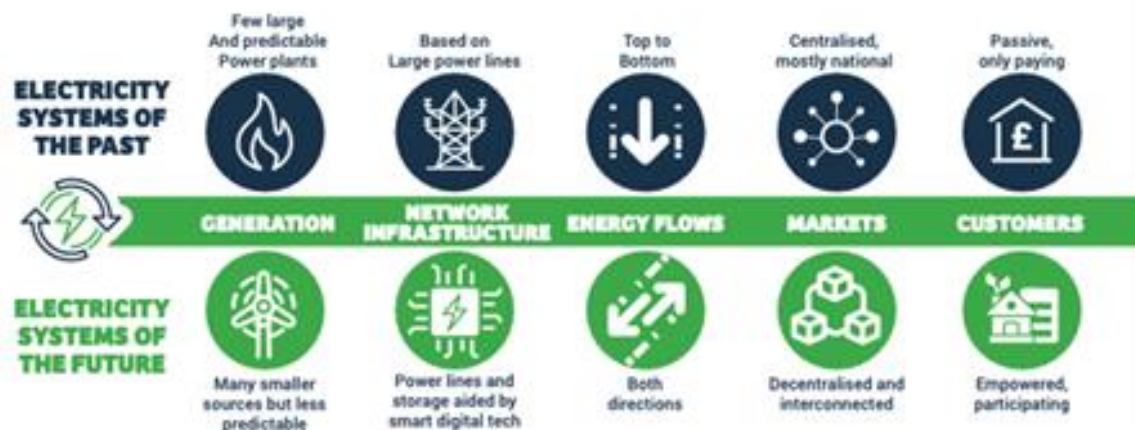 Few large
And predictable
Power plants
Based on
Large power lines
Top to
Bottom
Centralised,
mostly national
Passive,
only paying
ELECTRICITY
SYSTEMS OF
THE PAST
£
GENERATION
NETWORK
INFRASTRUCTURE
ENERGY FLOWS
MARKETS
CUSTOMERS
ELECTRICITY
SYSTEMS OF
THE FUTURE
Many smaller
sources but less
predictable
Power lines and
storage aided by
smart digital tech
Both
directions
Decentralised and
interconnected
Empowered,
participating